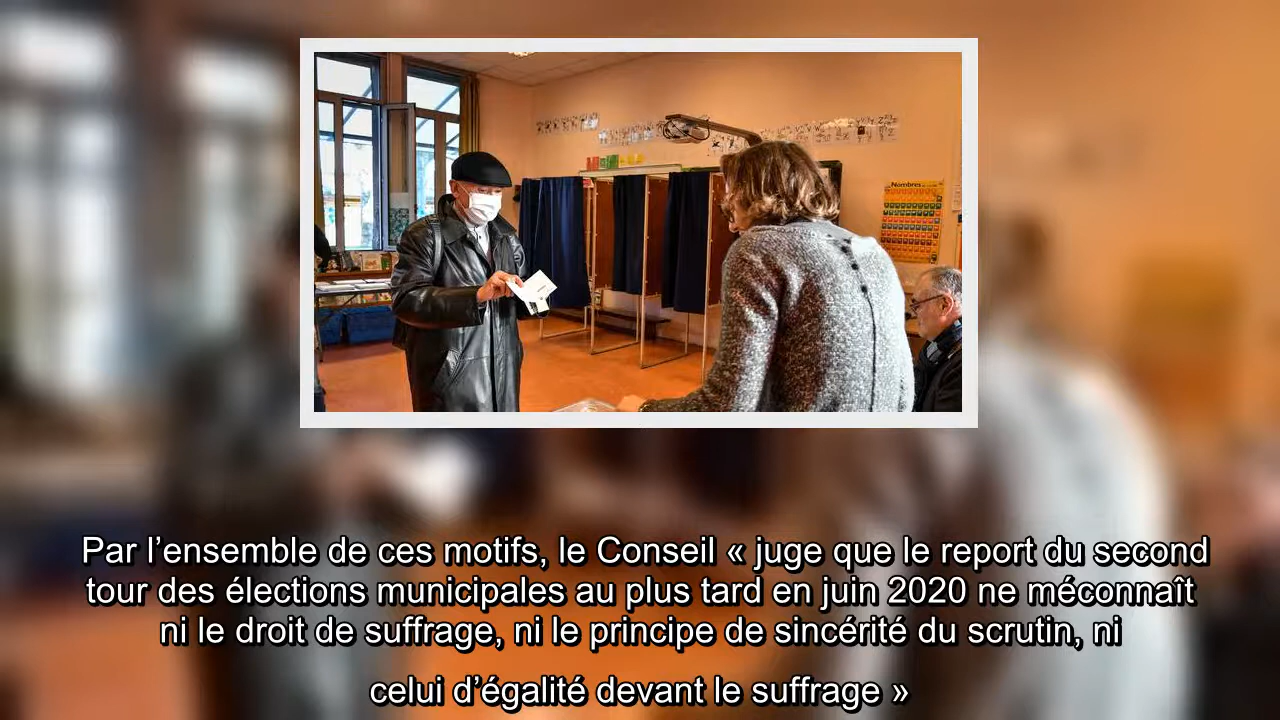 Nombres
Par l’ensemble de ces motifs, le Conseil « juge que le report du second
tour des élections municipales au plus tard en juin 2020 ne méconnaît
ni le droit de suffrage, ni le principe de sincérité du scrutin, ni
celui d’égalité devant le suffrage »